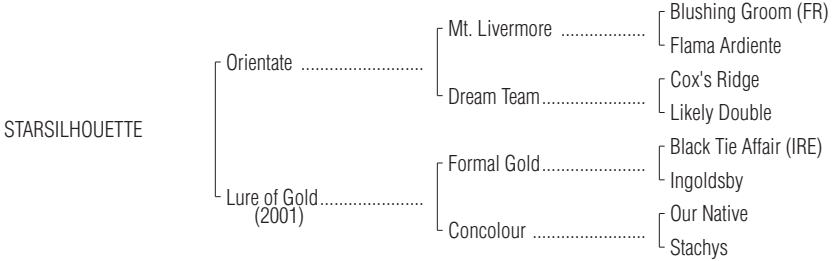 Blushing Groom (FR)
Mt. Livermore ....................
Flama Ardiente
Orientate .........................
Cox's Ridge
Dream Team.....................
Likely Double
STARSILHOUETTE
Black Tie Affair (IRE)
Formal Gold.....................
Ingoldsby
Lure of Gold.....................
(2001)
Our Native
Concolour .......................
Stachys